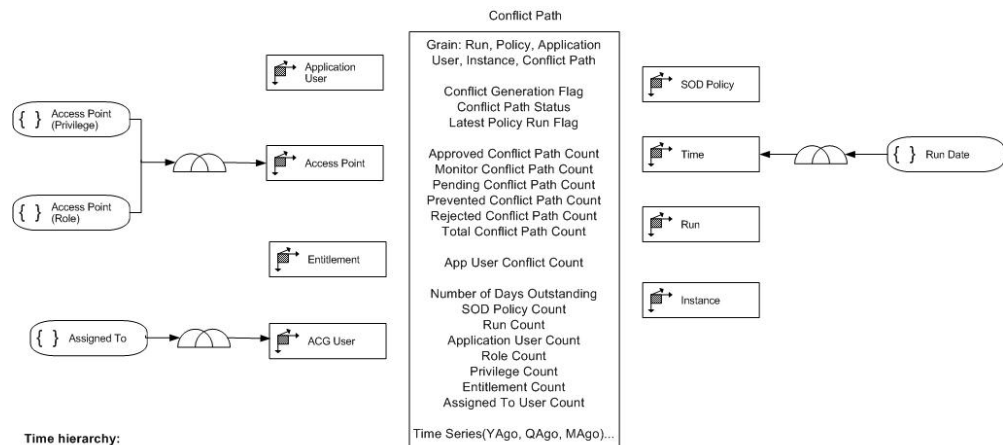 Conflict Path
Grain: Run, Policy, Application
User, Instance, Conflict Path
Conflict Generation Flag
Conflict Path Status
Latest Policy Run Flag
Approved Conflict Path Count
Monitor Conflict Path Count
Pending Conflict Path Count
Prevented Conflict Path Count
Rejected Conflict Path Count
Total Conflict Path Count
App User Conflict Count
Number of Days Outstanding
SOD Policy Count
Run Count
Application User Count
Role Count
Privilege Count
Entitlement Count
Assigned To User Count
Time Series(YAgo, QAgo, MAgo)...
Application
User
{ } Access Point
(Privilege)
Access Point
{ } Access Point
(Role)
Entitlement
{ } Assigned To
ACG User
SOD Policy
Time
{ } Run Date
Run
Instance
Time hierarchy: